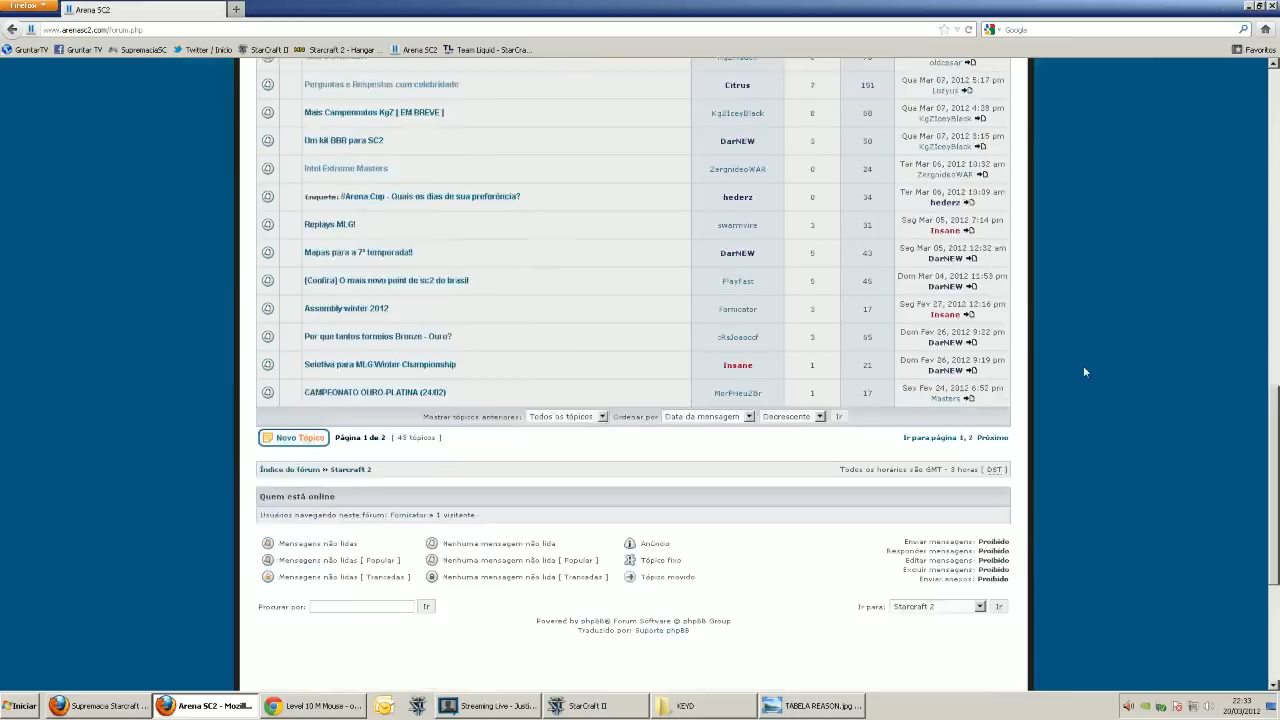 Firefox
Arena SC2
www.arenasc2.com/forum.php
Google
GruntarTV GruntarTV SupremaciaSC Twitter / Início StarCraft II Starcraft 2 - Hangar ... Arena SC2 Team Liquid - StarCra...
Favoritos
oldcesar
Perguntas e Respostas com celebridade Citrus 7 151 Qua Mar 07, 2012 5:17 pm
Lozyus
Mais Campeonatos KgZ [ EM BREVE ] KgZIceyBlack 8 68 Qua Mar 07, 2012 4:28 pm
KgZIceyBlack
Um kit BBR para SC2 DarNEW 3 50 Qua Mar 07, 2012 3:15 pm
KgZIceyBlack
Intel Extreme Masters ZergnideoWAR 0 24 Ter Mar 06, 2012 10:32 am
ZergnideoWAR
Enquete: #Arena Cup - Quais os dias de sua preferência? hederz 0 34 Ter Mar 06, 2012 10:09 am
hederz
Replays MLG! swarmvire 3 31 Seg Mar 05, 2012 7:14 pm
Insane
Mapas para a 7ª temporada!! DarNEW 5 43 Seg Mar 05, 2012 12:32 am
DarNEW
[Confira] O mais novo point de sc2 do brasil PlayFast 5 45 Dom Mar 04, 2012 11:53 pm
DarNEW
Assembly winter 2012 Fornicator 3 17 Seg Fev 27, 2012 12:16 pm
Insane
Por que tantos torneios Bronze - Ouro? cRsJoaoccf 3 65 Dom Fev 26, 2012 9:22 pm
DarNEW
Seletiva para MLG Winter Championship Insane 1 21 Dom Fev 26, 2012 9:19 pm
DarNEW
CAMPEONATO OURO-PLATINA (24/02) MorPHeuZBr 1 17 Sex Fev 24, 2012 6:52 pm
Masters
Mostrar tópicos anteriores: Todos os tópicos Ordenar por Data da mensagem Decrescente Ir
Novo Tópico Página 1 de 2 [ 43 tópicos ] Ir para página 1, 2 Próximo
Índice do fórum » Starcraft 2 Todos os horários são GMT - 3 horas [ DST ]
Quem está online
Usuários navegando neste fórum: Fornicator e 1 visitante
Mensagens não lidas Nenhuma mensagem não lida Anúncio
Mensagens não lidas [ Popular ] Nenhuma mensagem não lida [ Popular ] Tópico fixo
Mensagens não lidas [ Trancadas ] Nenhuma mensagem não lida [ Trancadas ] Tópico movido
Enviar mensagens: Proibido
Responder mensagens: Proibido
Editar mensagens: Proibido
Excluir mensagens: Proibido
Enviar anexos: Proibido
Procurar por: Ir Ir para: Starcraft 2 Ir
Powered by phpBB® Forum Software © phpBB Group
Traduzido por: Suporte phpBB
Iniciar Supremacia Starcraft ... Arena SC2 - Mozill... Level 10 M Mouse - o... Streaming Live - Justi... StarCraft II KEYD TABELA REASON.jpg ...
22:33
20/03/2012